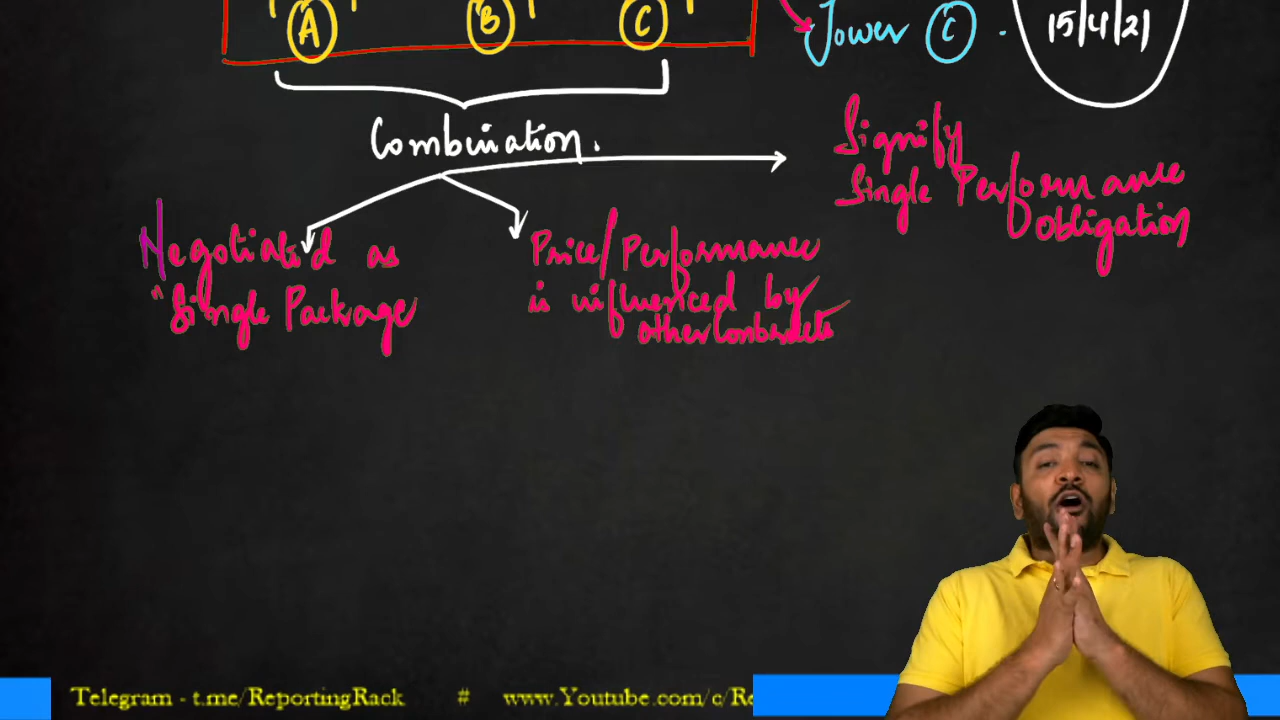 A B C
Tower C .
15/4/21
Combination.
Signify
Single Performance
obligation
Negotiated as
"Single Package
Price/Performance
is influenced by
other
Telegram - t.me/ReportingRack # www.Youtube.com/c/Re